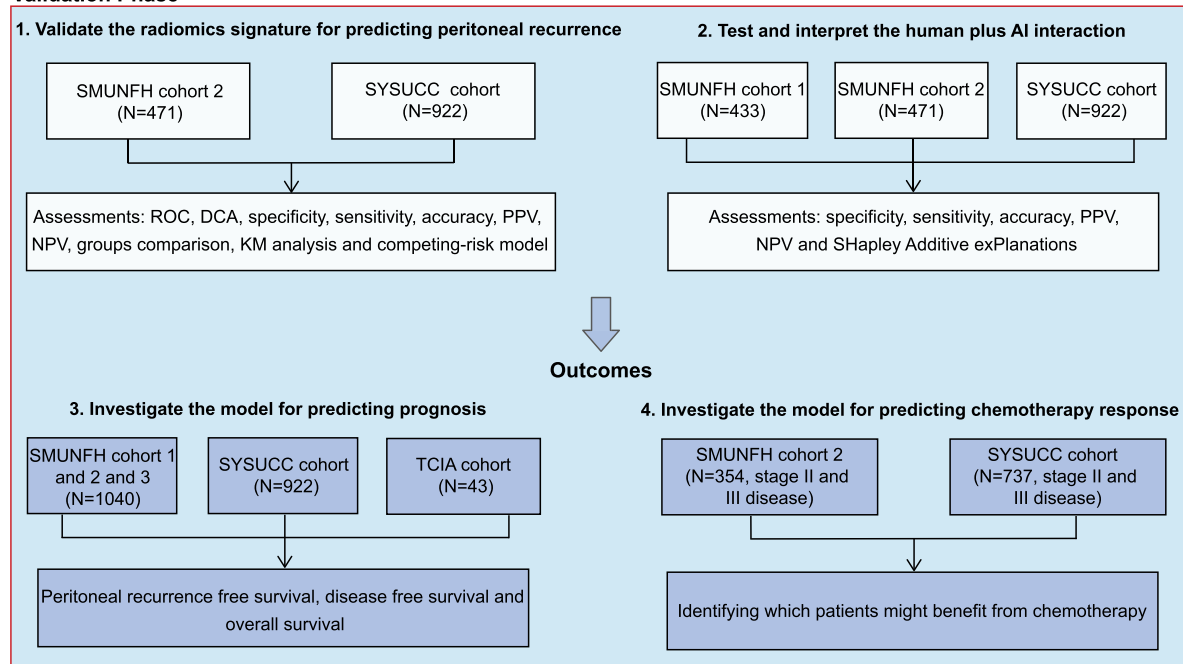 1. Validate the radiomics signature for predicting peritoneal recurrence
SMUNFH cohort 2
(N=471)
SYSUCC cohort
(N=922)
Assessments: ROC, DCA, specificity, sensitivity, accuracy, PPV,
NPV, groups comparison, KM analysis and competing-risk model
2. Test and interpret the human plus AI interaction
SMUNFH cohort 1
(N=433)
SMUNFH cohort 2
(N=471)
SYSUCC cohort
(N=922)
Assessments: specificity, sensitivity, accuracy, PPV,
NPV and SHapley Additive exPlanations
Outcomes
3. Investigate the model for predicting prognosis
SMUNFH cohort 1
and 2 and 3
(N=1040)
SYSUCC cohort
(N=922)
TCIA cohort
(N=43)
Peritoneal recurrence free survival, disease free survival and
overall survival
4. Investigate the model for predicting chemotherapy response
SMUNFH cohort 2
(N=354, stage II and
III disease)
SYSUCC cohort
(N=737, stage II and
III disease)
Identifying which patients might benefit from chemotherapy